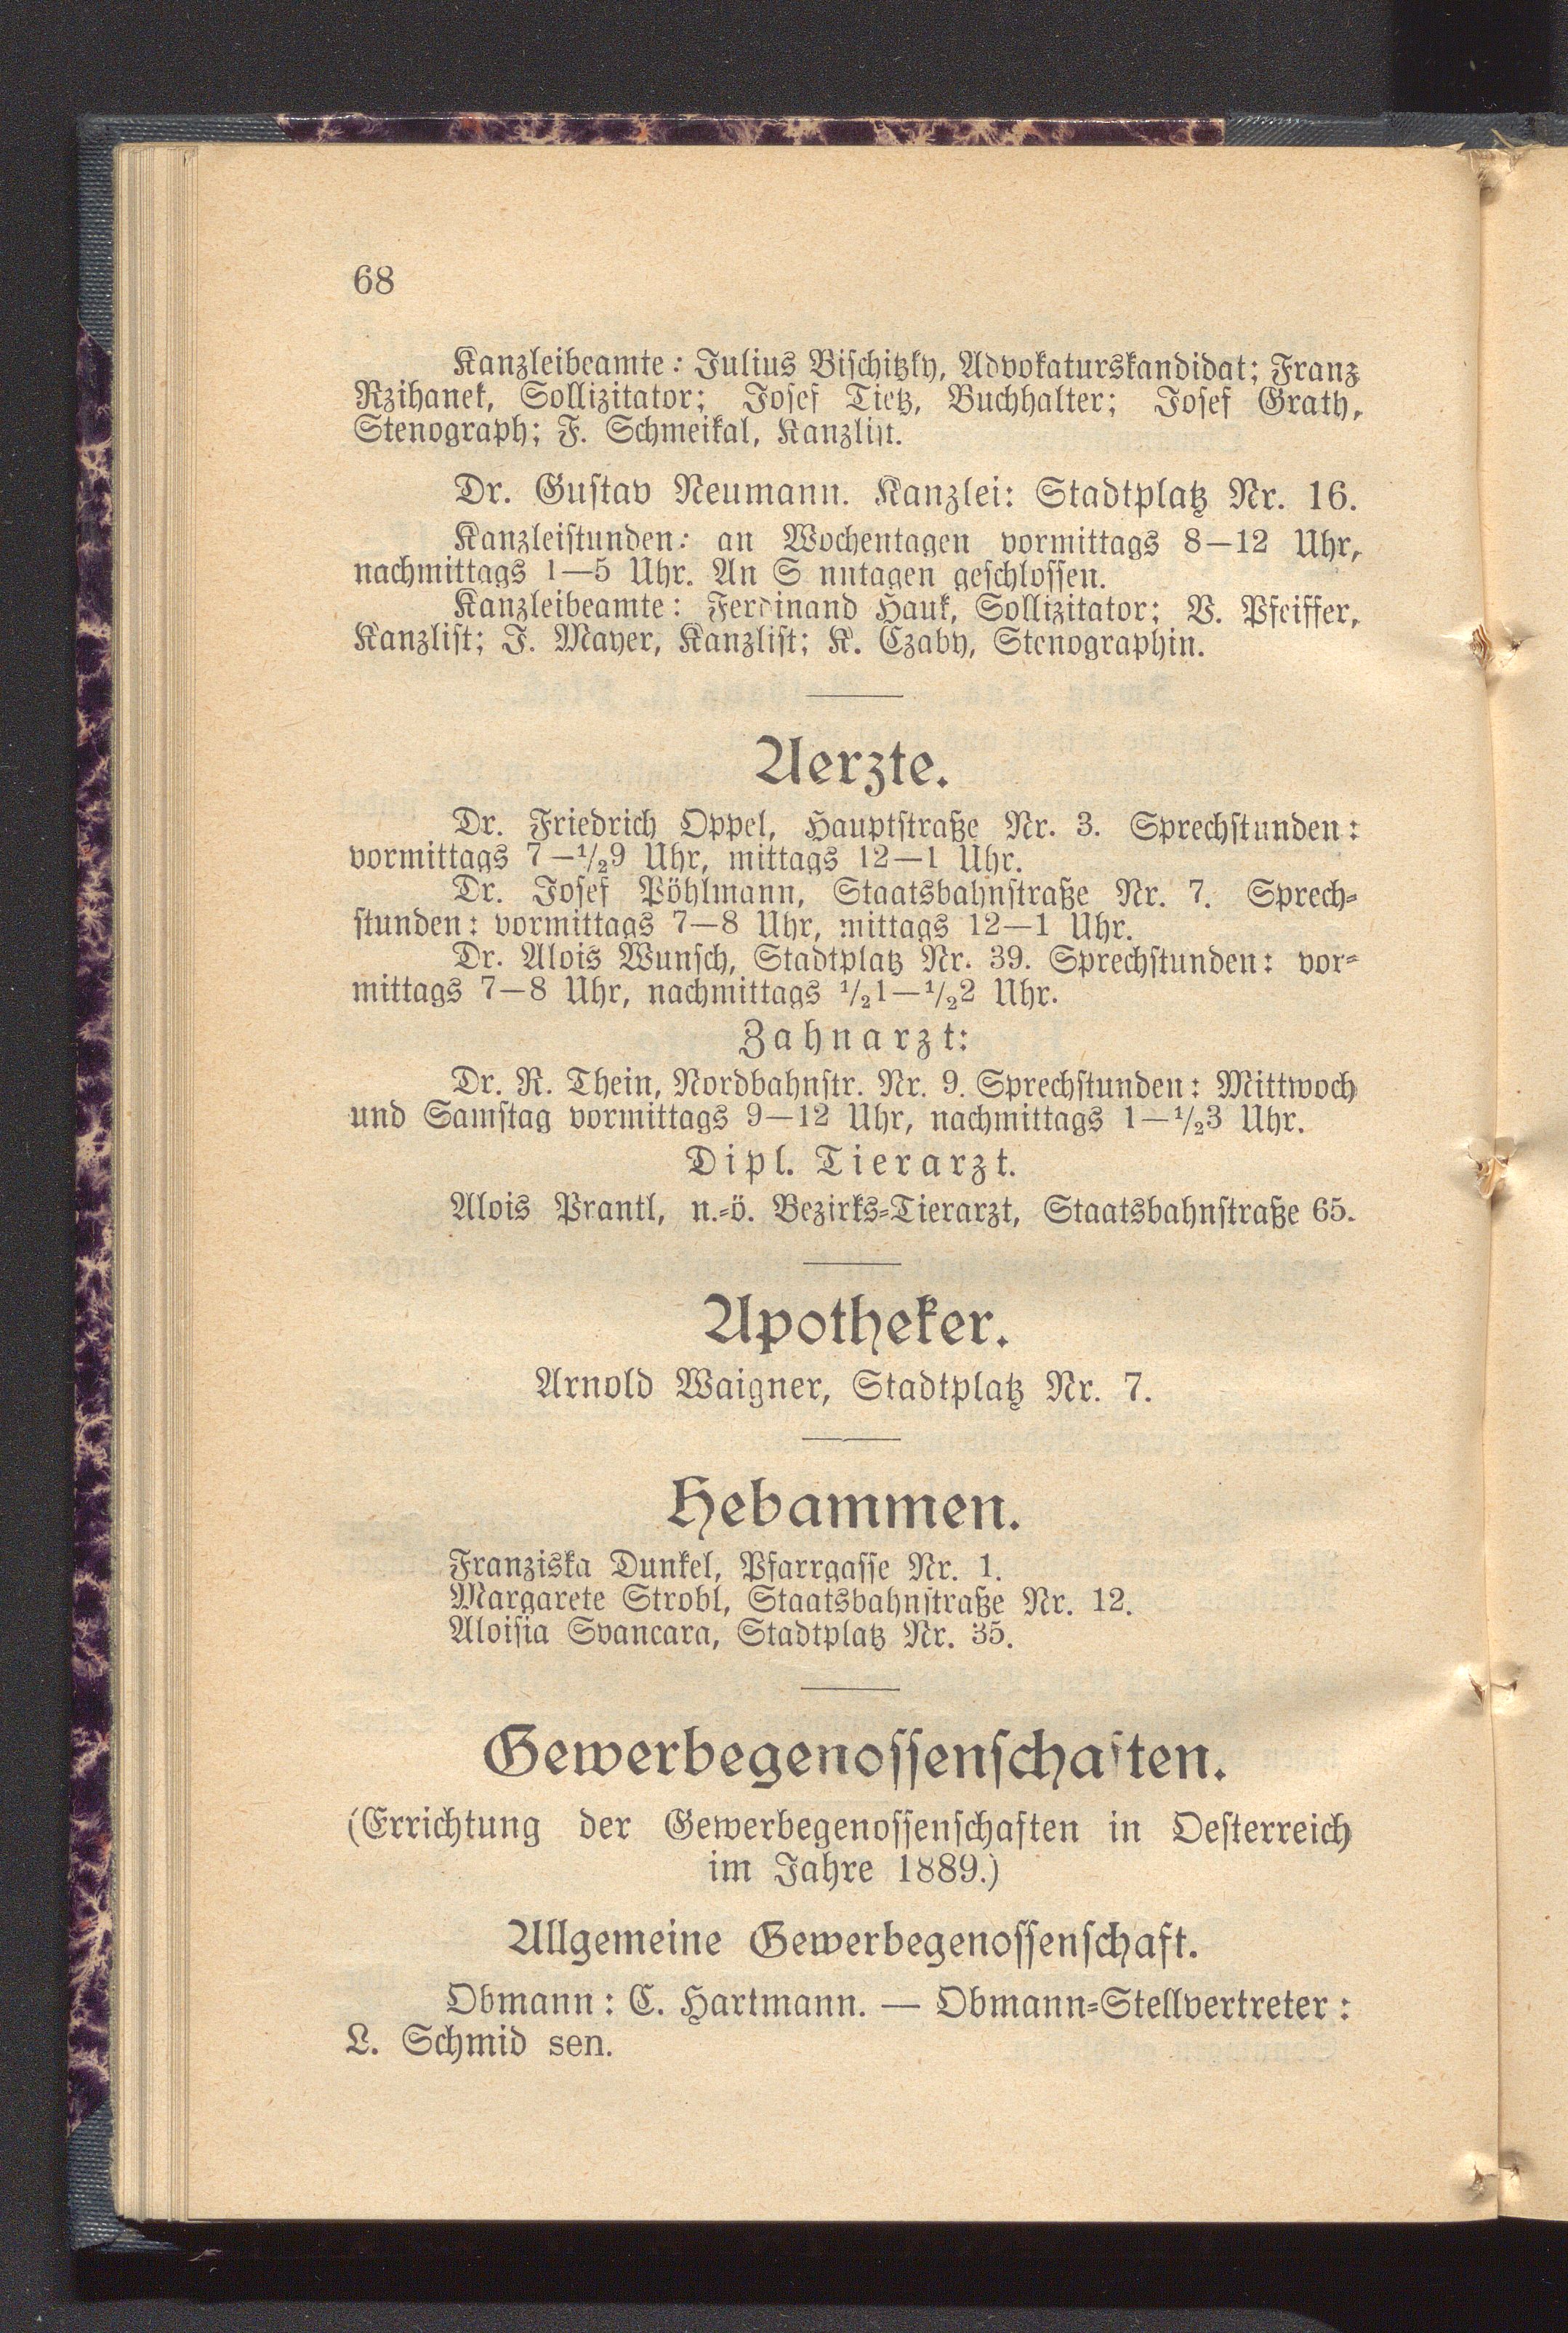 68
Kanzleibeamte: Julius Bischitzky, Advokaturskandidat; Franz
Rzihanek, Sollizitator; Josef Tietz, Buchhalter; Josef Grath,
Stenograph; F. Schmeikal, Kanzlist.
Dr. Gustav Neumann. Kanzlei: Stadtplatz Nr. 16.
Kanzleistunden: an Wochentagen vormittags 8—12 Uhr,
nachmittags 1—5 Uhr. An S nntagen geschlossen.
Kanzleibeamte: Ferdinand Hauk, Sollizitator; V. Pfeiffer,
Kanzlist; J. Mayer, Kanzlist; K. Czaby, Stenographin.
Aerzte.
Dr. Friedrich Oppel, Hauptstraße Nr. 3. Sprechstunden:
vormittags 7—1/29 Uhr, mittags 12—1 Uhr.
Dr. Josef Pöhlmann, Staatsbahnstraße Nr. 7. Sprech-
stunden: vormittags 7—8 Uhr, mittags 12—1 Uhr.
Dr. Alois Wunsch, Stadtplatz Nr. 39. Sprechstunden: vor-
mittags 7—8 Uhr, nachmittags 1/21—1/22 Uhr.
Zahnarzt:
Dr. R. Thein, Nordbahnstr. Nr. 9. Sprechstunden: Mittwoch
und Samstag vormittags 9—12 Uhr, nachmittags 1—1/23 Uhr.
Dipl. Tierarzt.
Alois Prantl, n.-ö. Bezirks-Tierarzt, Staatsbahnstraße 65.
Apotheker.
Arnold Waigner, Stadtplatz Nr. 7.
Hebammen.
Franziska Dunkel, Pfarrgasse Nr. 1.
Margarete Strobl, Staatsbahnstraße Nr. 12.
Aloisia Svancara, Stadtplatz Nr. 35.
Gewerbegenossenschaften.
(Errichtung der Gewerbegenossenschaften in Oesterreich
im Jahre 1889.)
Allgemeine Gewerbegenossenschaft.
Obmann: C. Hartmann. — Obmann-Stellvertreter:
L. Schmid sen.